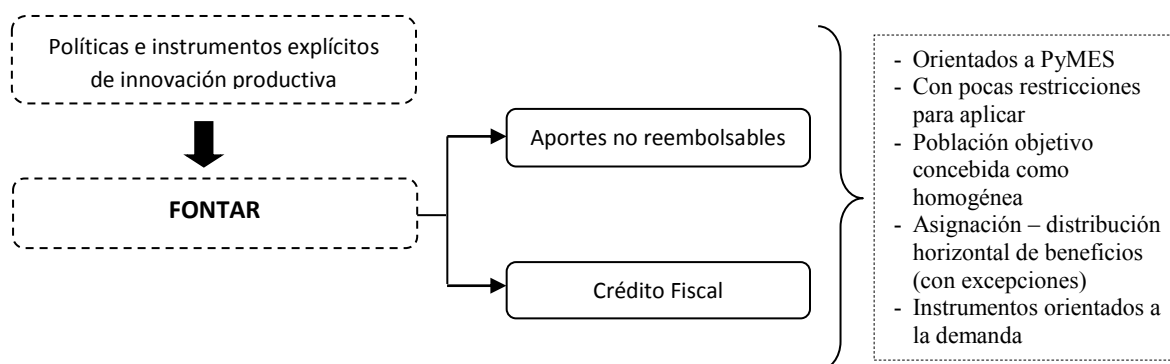 Políticas e instrumentos explícitos
de innovación productiva
FONTAR
Aportes no reembolsables
Crédito Fiscal
- Orientados a PyMES
- Con pocas restricciones
para aplicar
- Población objetivo
concebida como
homogénea
- Asignación – distribución
horizontal de beneficios
(con excepciones)
- Instrumentos orientados a
la demanda